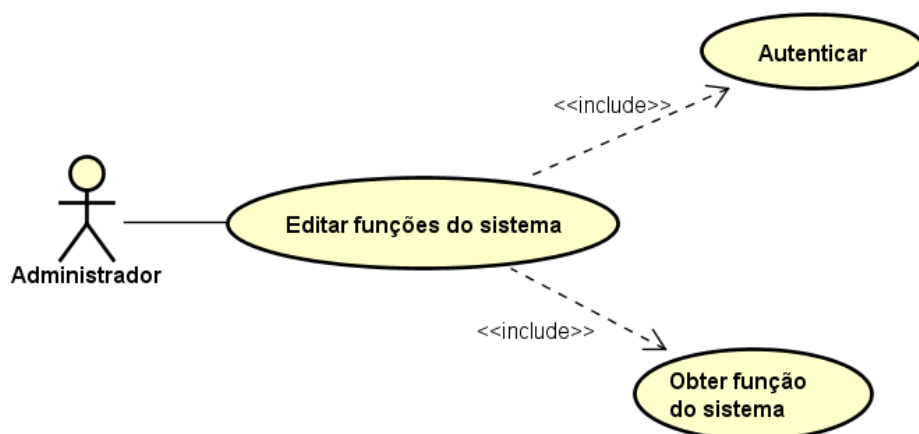 Autenticar
<<include>>
Editar funções do sistema
Administrador
<<include>>
Obter função
do sistema